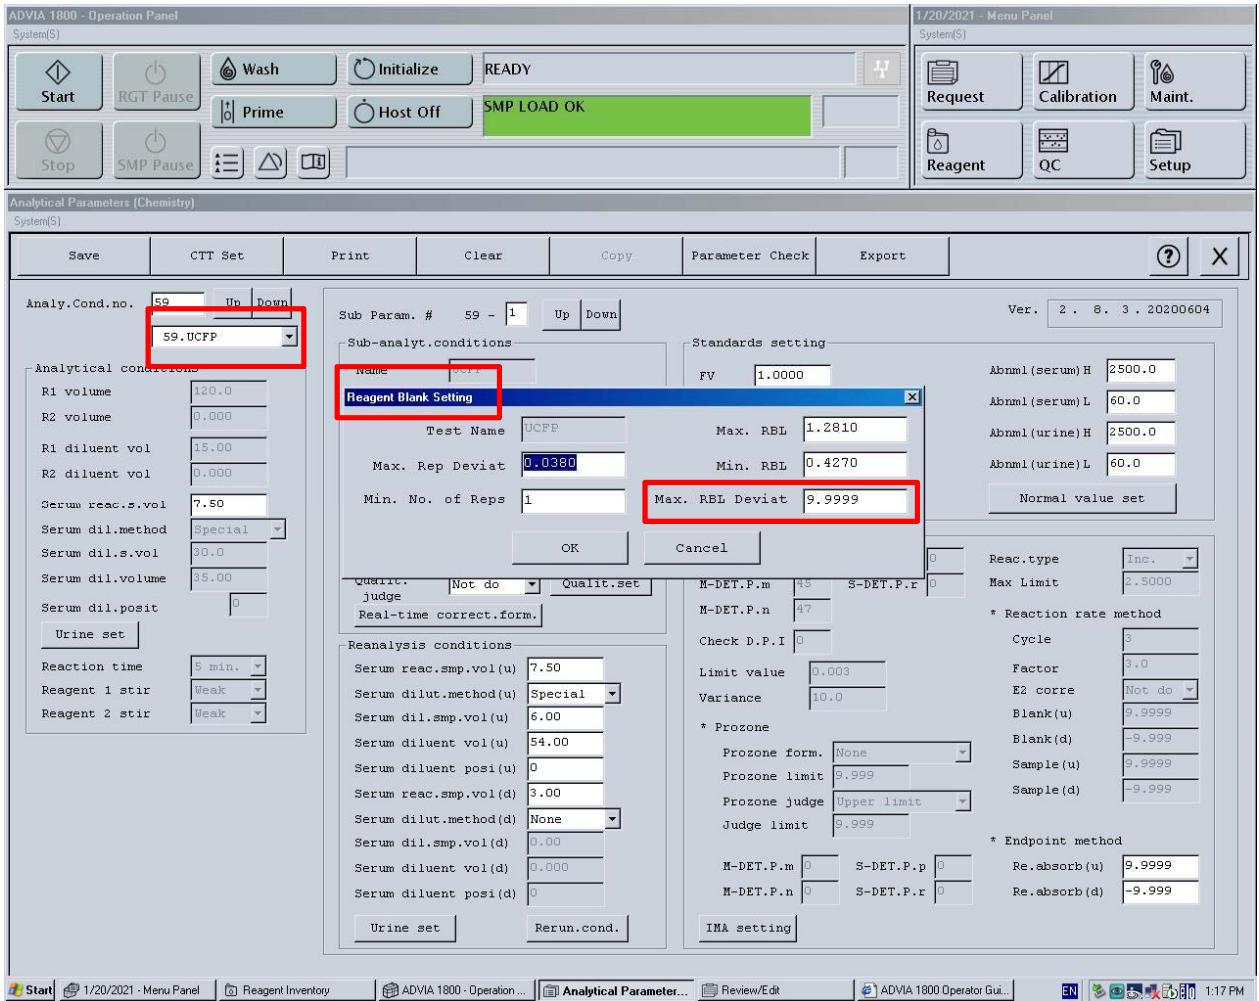 ADVIA 1800 - Operation Panel
System(S)
Start
RGT Pause
Wash
Initialize
READY
Prime
Host Off
SMP LOAD OK
Stop
SMP Pause
1/20/2021 - Menu Panel
System(S)
Request
Calibration
Maint.
Reagent
QC
Setup
Analytical Parameters (Chemistry)
System(S)
Save
CTT Set
Print
Clear
Copy
Parameter Check
Export
?
X
Analy.Cond.no.
59
Up
Down
59.UCFP
Analytical conditions
R1 volume
120.0
R2 volume
0.000
R1 diluent vol
15.00
R2 diluent vol
0.000
Serum reac.s.vol
7.50
Serum dil.method
Special
Serum dil.s.vol
30.0
Serum dil.volume
35.00
Serum dil.posit
0
Urine set
Reaction time
5 min.
Reagent 1 stir
Weak
Reagent 2 stir
Weak
Sub Param. #
59 -
1
Up
Down
Ver.
2 . 8. 3 . 20200604
Sub-analyt.conditions
Name
UCFP
Standards setting
FV
1.0000
Abnml(serum)H
2500.0
Abnml(serum)L
60.0
Abnml(urine)H
2500.0
Abnml(urine)L
60.0
Normal value set
Reagent Blank Setting
Test Name
UCFP
Max. RBL
1.2810
Max. Rep Deviat
0.0380
Min. RBL
0.4270
Min. No. of Reps
1
Max. RBL Deviat
9.9999
OK
Cancel
Qualit.
judge
Not do
Qualit.set
Real-time correct.form.
Reanalysis conditions
Serum reac.smp.vol(u)
7.50
Serum dilut.method(u)
Special
Serum dil.smp.vol(u)
6.00
Serum diluent vol(u)
54.00
Serum diluent posi(u)
0
Serum reac.smp.vol(d)
3.00
Serum dilut.method(d)
None
Serum dil.smp.vol(d)
0.00
Serum diluent vol(d)
0.000
Serum diluent posi(d)
0
Urine set
Rerun.cond.
0
M-DET.P.m
45
S-DET.P.r
0
M-DET.P.n
47
Check D.P.I
0
Limit value
0.003
Variance
10.0
* Prozone
Prozone form.
None
Prozone limit
9.999
Prozone judge
Upper limit
Judge limit
9.999
M-DET.P.m
0
S-DET.P.p
0
M-DET.P.n
0
S-DET.P.r
0
IMA setting
Reac.type
Inc.
Max Limit
2.5000
* Reaction rate method
Cycle
3
Factor
3.0
E2 corre
Not do
Blank(u)
9.9999
Blank(d)
-9.999
Sample(u)
9.9999
Sample(d)
-9.999
* Endpoint method
Re.absorb(u)
9.9999
Re.absorb(d)
-9.999
Start
1/20/2021 - Menu Panel
Reagent Inventory
ADVIA 1800 - Operation ...
Analytical Parameter...
Review/Edit
ADVIA 1800 Operator Gui...
EN
1:17 PM